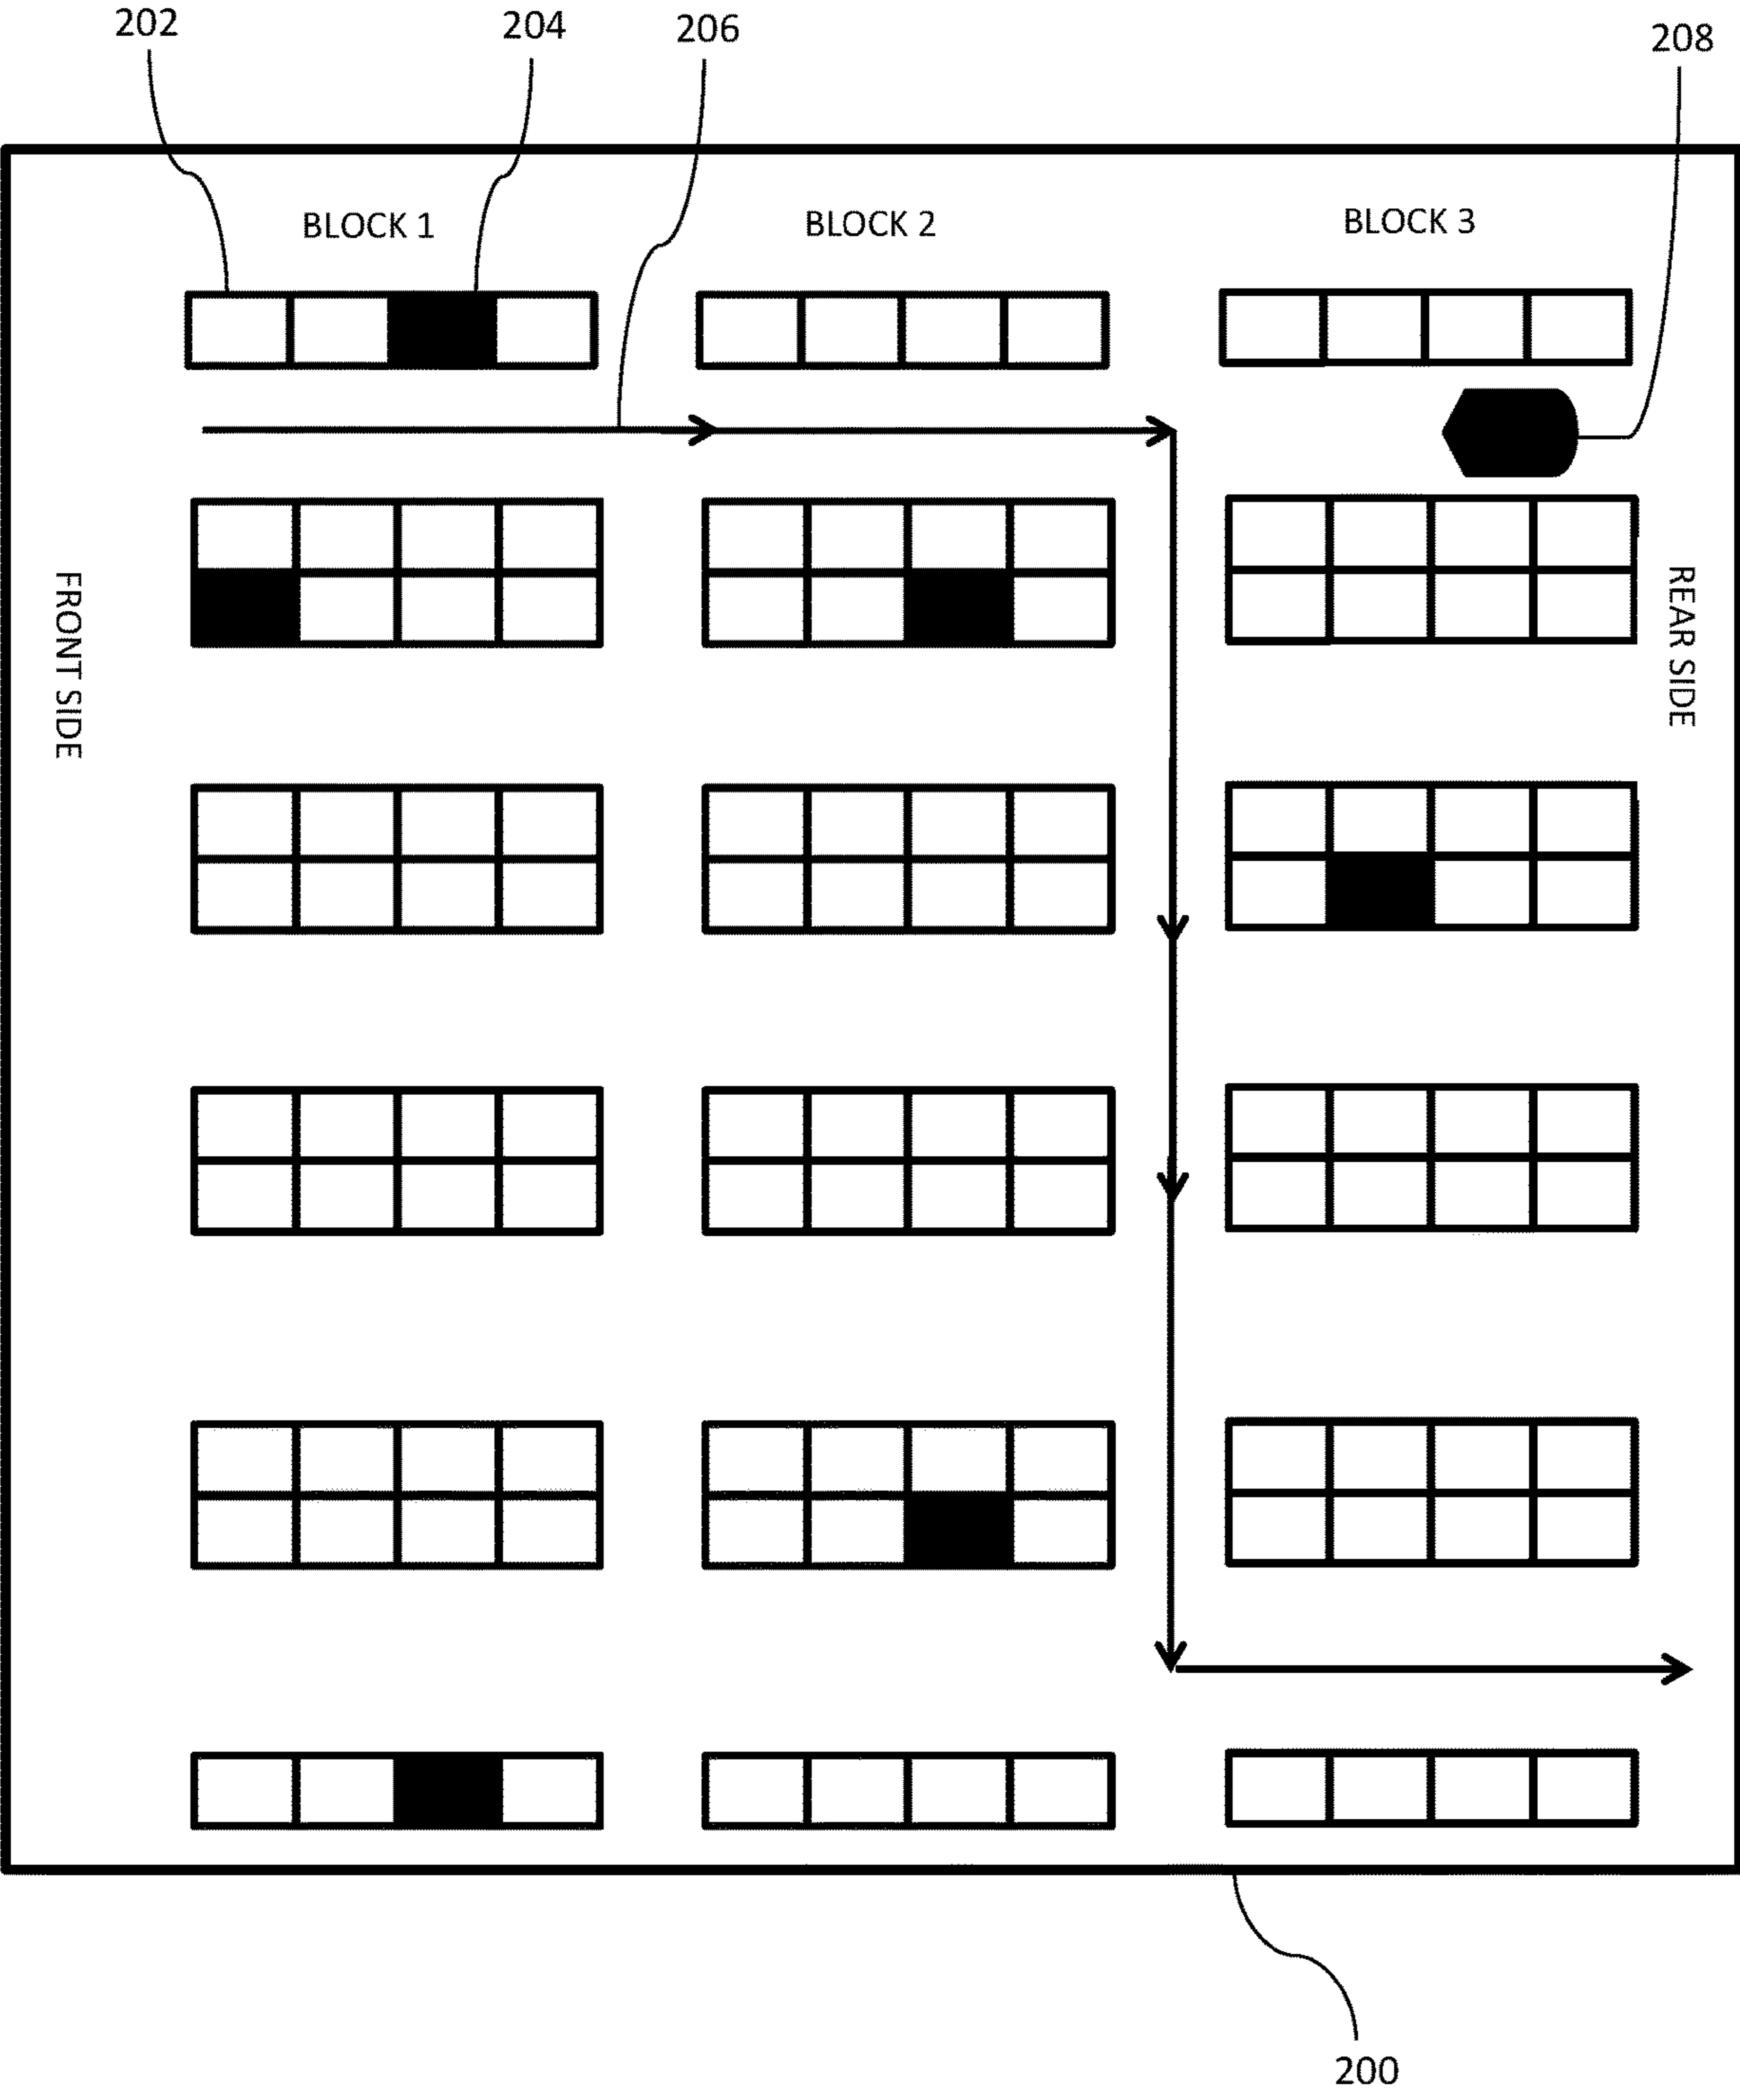 202
204
206
208
BLOCK 1
BLOCK 2
BLOCK 3
FRONT SIDE
REAR SIDE
200